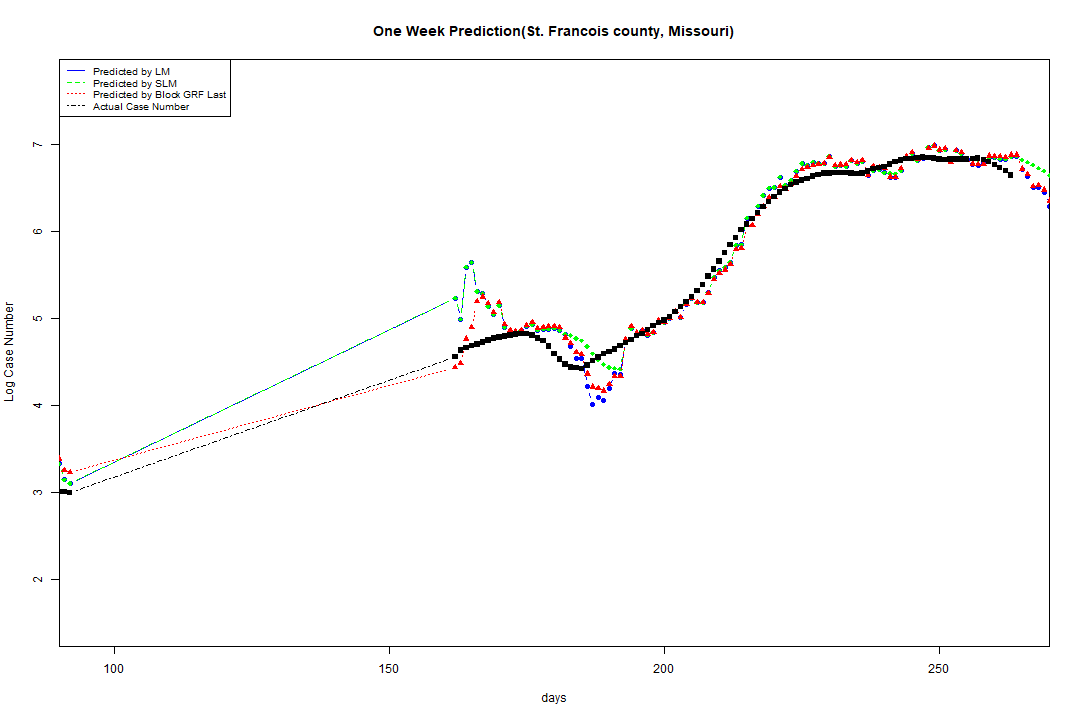 One Week Prediction(St. Francois county, Missouri)
Predicted by LM
Predicted by SLM
Predicted by Block GRF Last
Actual Case Number
7
6
5
4
3
2
Log Case Number
100 150 200 250
days